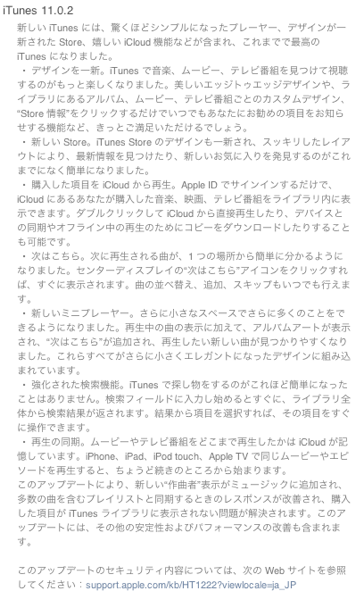 iTunes 11.0.2
新しい iTunes には、驚くほどシンプルになったプレーヤー、デザインが一
新された Store、嬉しい iCloud 機能などが含まれ、これまでで最高の
iTunes になりました。
・ デザインを一新。iTunes で音楽、ムービー、テレビ番組を見つけて視聴
するのがもっと楽しくなりました。美しいエッジトゥエッジデザインや、ラ
イブラリにあるアルバム、ムービー、テレビ番組ごとのカスタムデザイン、
“Store 情報”をクリックするだけでいつでもあなたにお勧めの項目をお知ら
せする機能など、きっとご満足いただけるでしょう。
・ 新しい Store。iTunes Store のデザインも一新され、スッキリしたレイア
ウトにより、最新情報を見つけたり、新しいお気に入りを発見するのがこれ
までになく簡単になりました。
・ 購入した項目を iCloud から再生。Apple ID でサインインするだけで、
iCloud にあるあなたが購入した音楽、映画、テレビ番組をライブラリ内に表
示できます。ダブルクリックして iCloud から直接再生したり、デバイスと
の同期やオフライン中の再生のためにコピーをダウンロードしたりすること
も可能です。
・ 次はこちら。次に再生される曲が、1 つの場所から簡単に分かるように
なりました。センターディスプレイの“次はこちら”アイコンをクリックすれ
ば、すぐに表示されます。曲の並べ替え、追加、スキップもいつでも行えま
す。
・ 新しいミニプレーヤー。さらに小さなスペースでさらに多くのことをで
きるようになりました。再生中の曲の表示に加えて、アルバムアートが表示
され、“次はこちら”が追加され、再生したい新しい曲が見つかりやすくなり
ました。これらすべてがさらに小さくエレガントになったデザインに組み込
まれています。
・ 強化された検索機能。iTunes で探し物をするのがこれほど簡単になった
ことはありません。検索フィールドに入力し始めるとすぐに、ライブラリ全
体から検索結果が返されます。結果から項目を選択すれば、その項目をすぐ
に操作できます。
・ 再生の同期。ムービーやテレビ番組をどこまで再生したかは iCloud が記
憶しています。iPhone、iPad、iPod touch、Apple TV で同じムービーやエピ
ソードを再生すると、ちょうど続きのところから始まります。
このアップデートにより、新しい“作曲者”表示がミュージックに追加され、
多数の曲を含むプレイリストと同期するときのレスポンスが改善され、購入
した項目が iTunes ライブラリに表示されない問題が解決されます。このアッ
プデートには、その他の安定性およびパフォーマンスの改善も含まれま
す。
このアップデートのセキュリティ内容については、次の Web サイトを参照
してください：support.apple.com/kb/HT1222?viewlocale=ja_JP